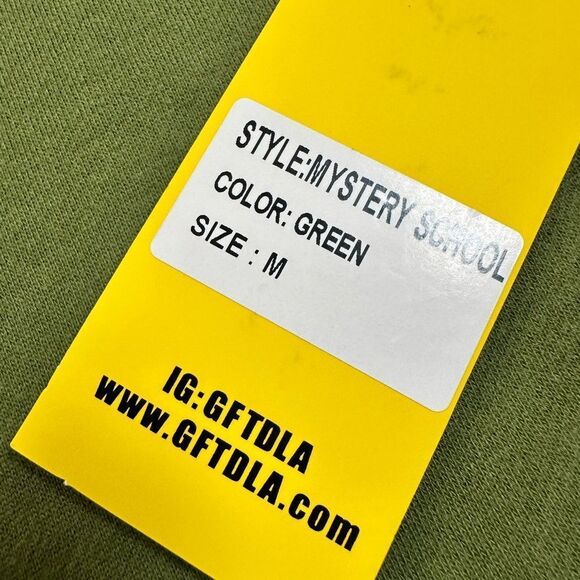 STYLE:MYSTERY SCHOOL
COLOR: GREEN
SIZE : M
IG:GFTDLA
www.GFTDLA.com